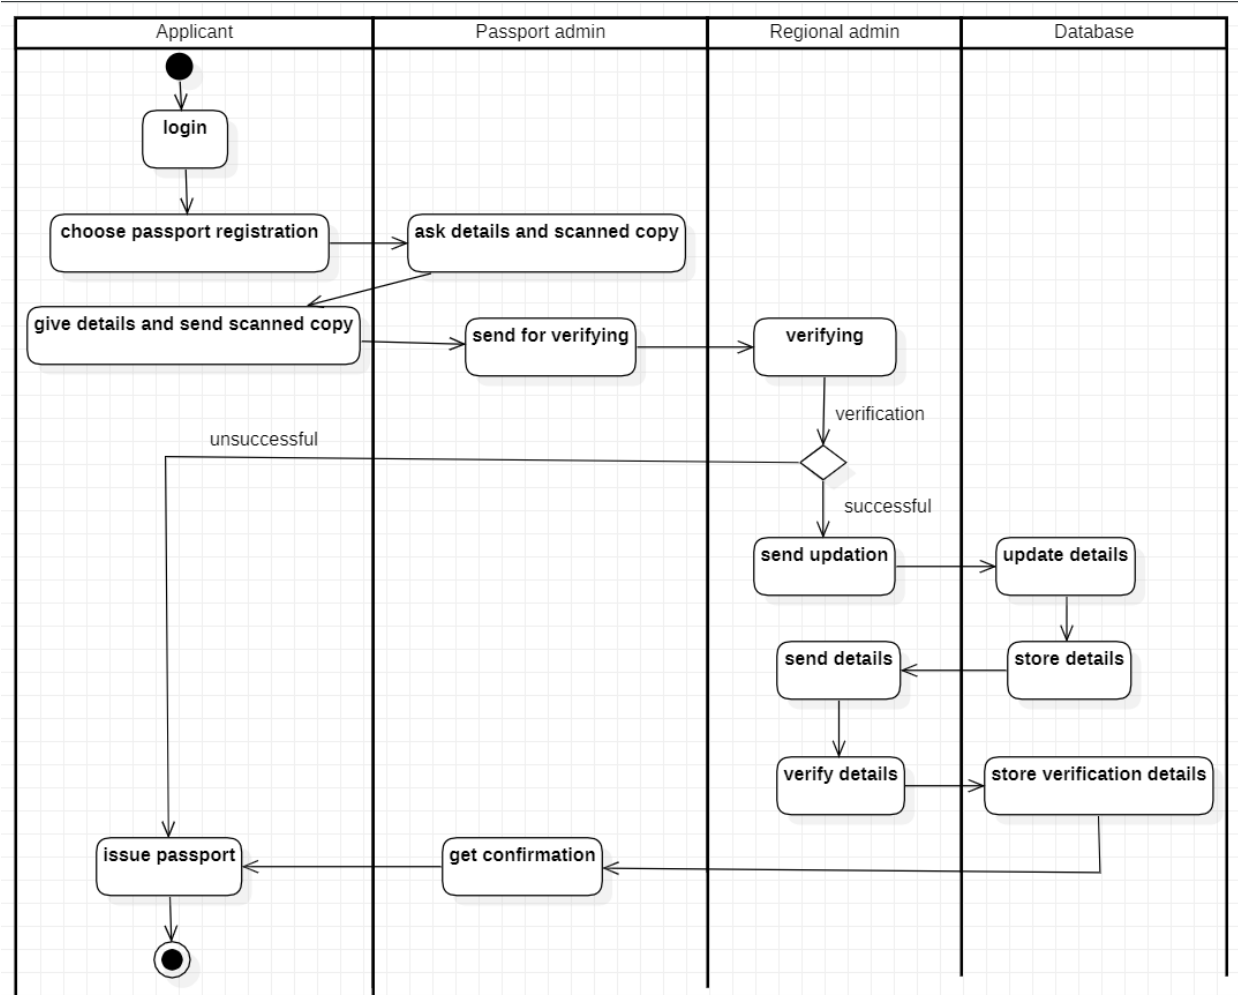 Applicant
Passport admin
Regional admin
Database
login
choose passport registration
ask details and scanned copy
give details and send scanned copy
send for verifying
verifying
verification
unsuccessful
successful
send updation
update details
send details
store details
verify details
store verification details
issue passport
get confirmation